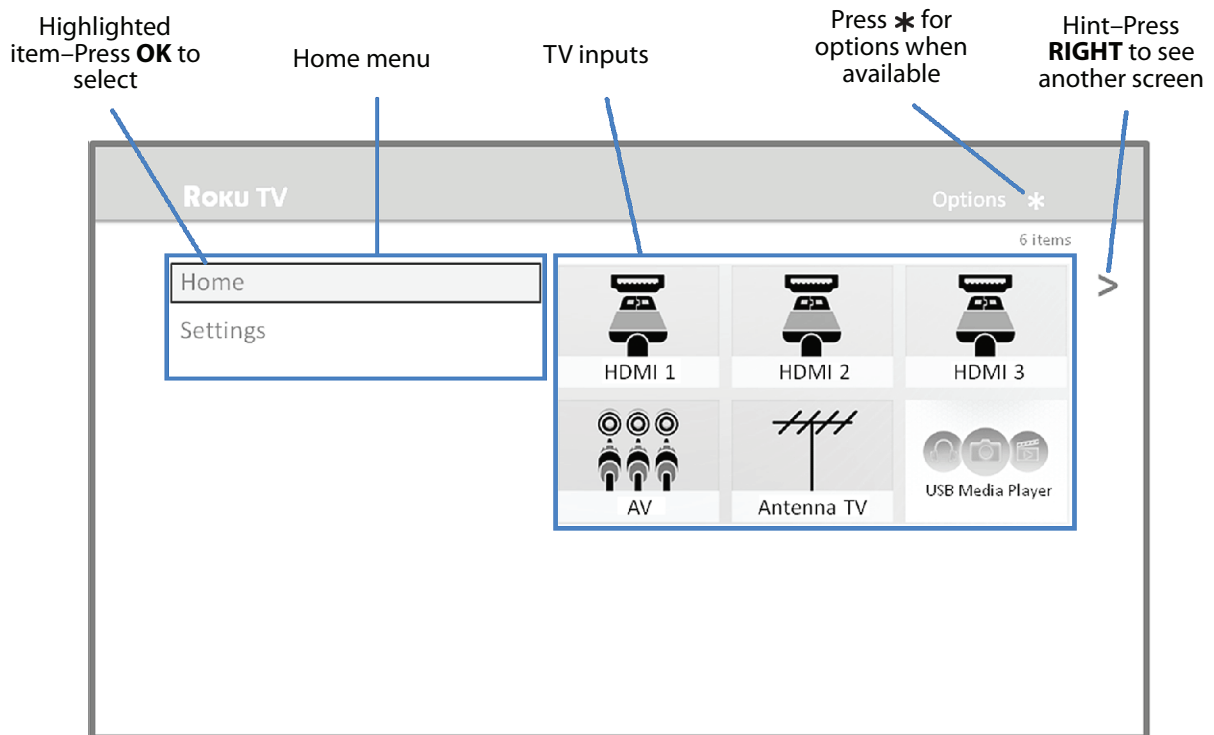 Highlighted
item–Press OK to
select
Home menu
TV inputs
Press * for
options when
available
Hint–Press
RIGHT to see
another screen
Roku TV
Options *
6 items
Home
Settings
>
HDMI 1
HDMI 2
HDMI 3
AV
Antenna TV
USB Media Player